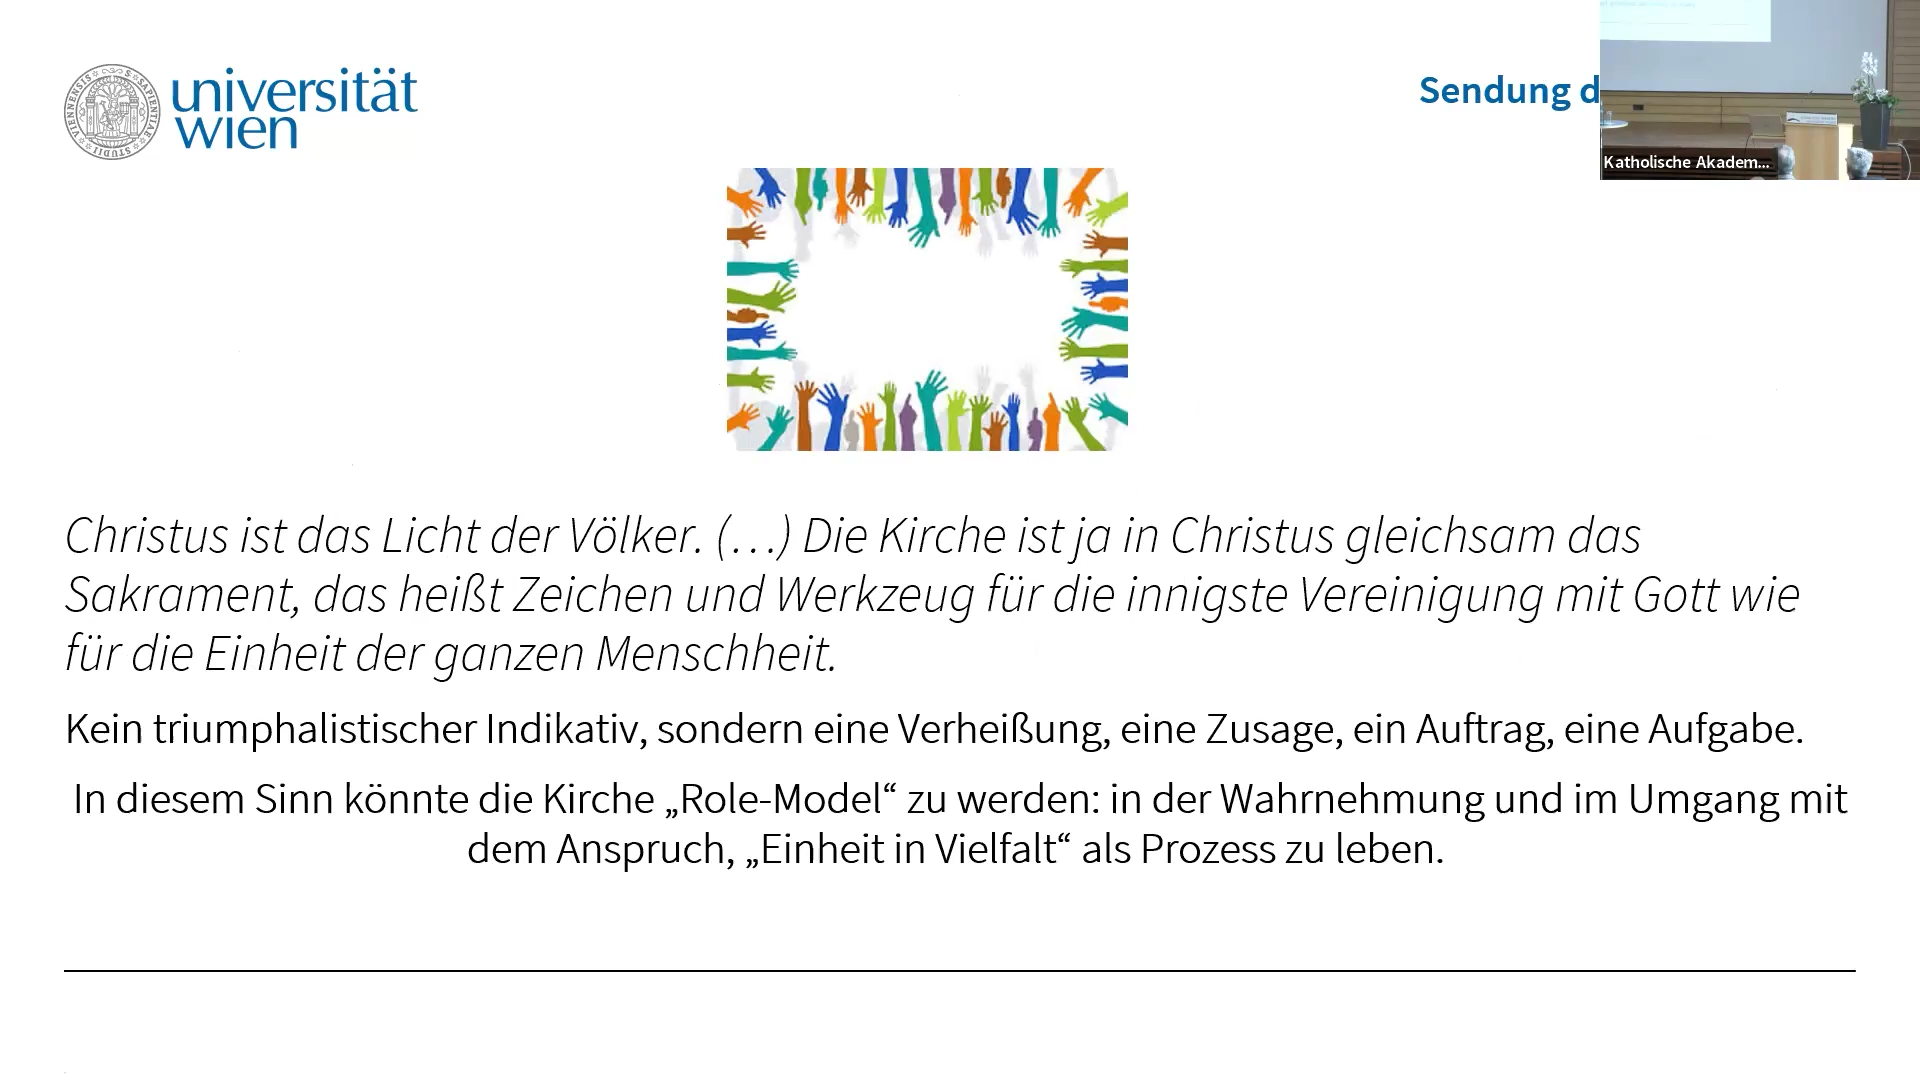 universität
wien
Sendung d
Katholische Akadem...
Christus ist das Licht der Völker. (…) Die Kirche ist ja in Christus gleichsam das
Sakrament, das heißt Zeichen und Werkzeug für die innigste Vereinigung mit Gott wie
für die Einheit der ganzen Menschheit.
Kein triumphalistischer Indikativ, sondern eine Verheißung, eine Zusage, ein Auftrag, eine Aufgabe.
In diesem Sinn könnte die Kirche „Role-Model“ zu werden: in der Wahrnehmung und im Umgang mit
dem Anspruch, „Einheit in Vielfalt“ als Prozess zu leben.